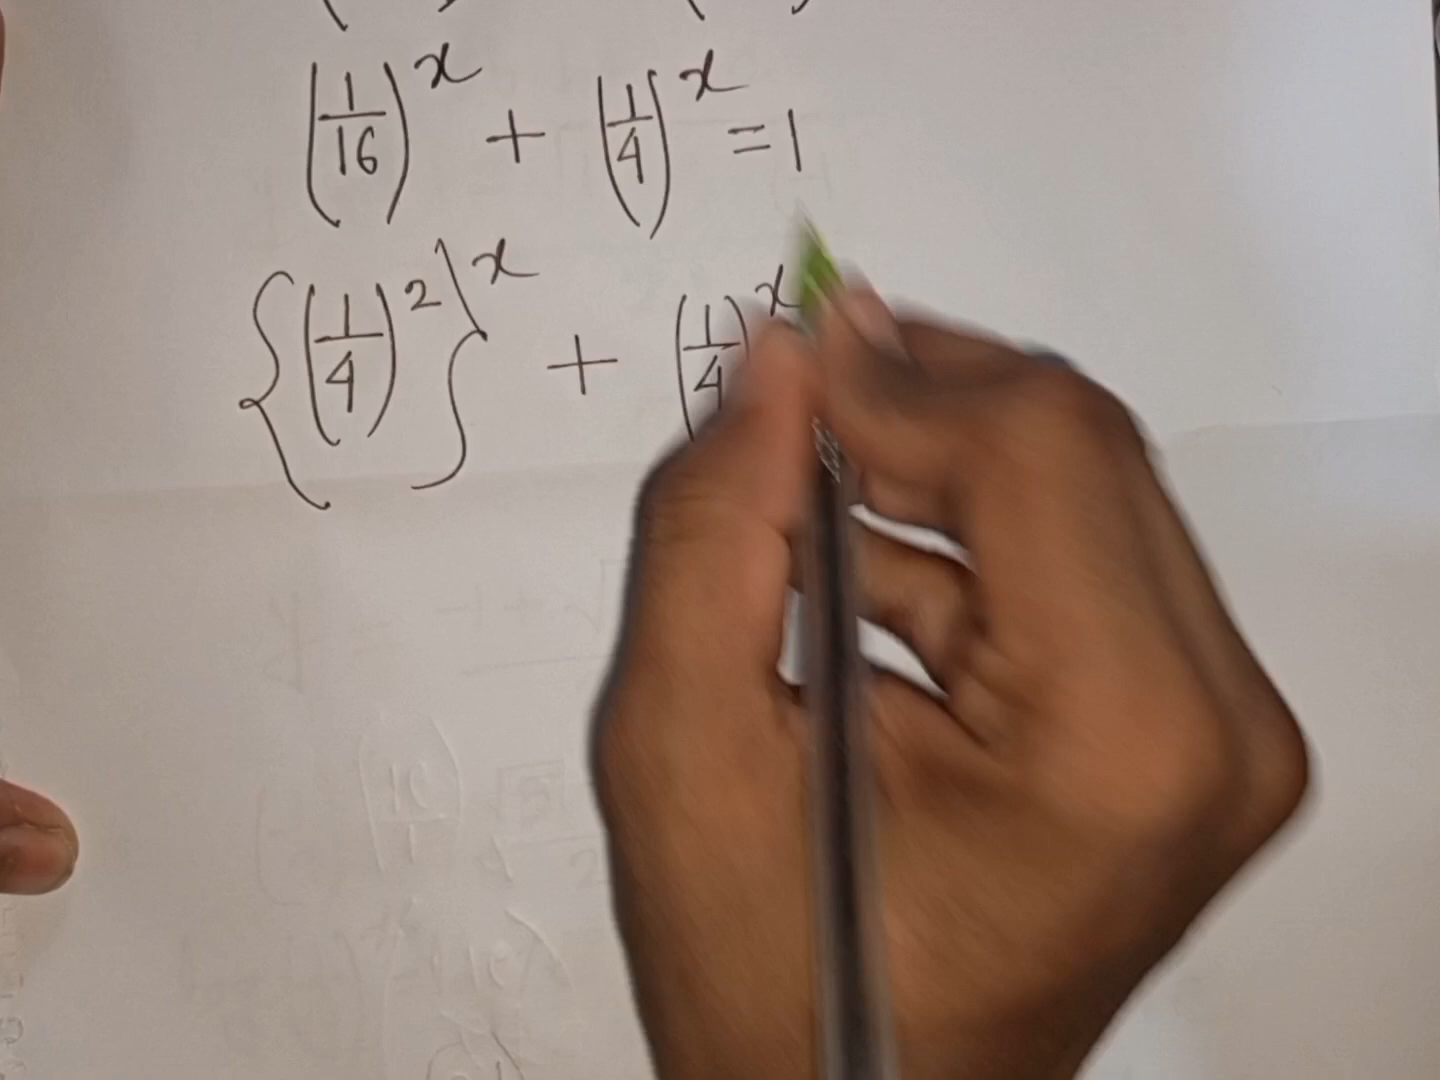 (1/16)^x + (1/4)^x = 1
{(1/4)^2}^x + (1/4)^x